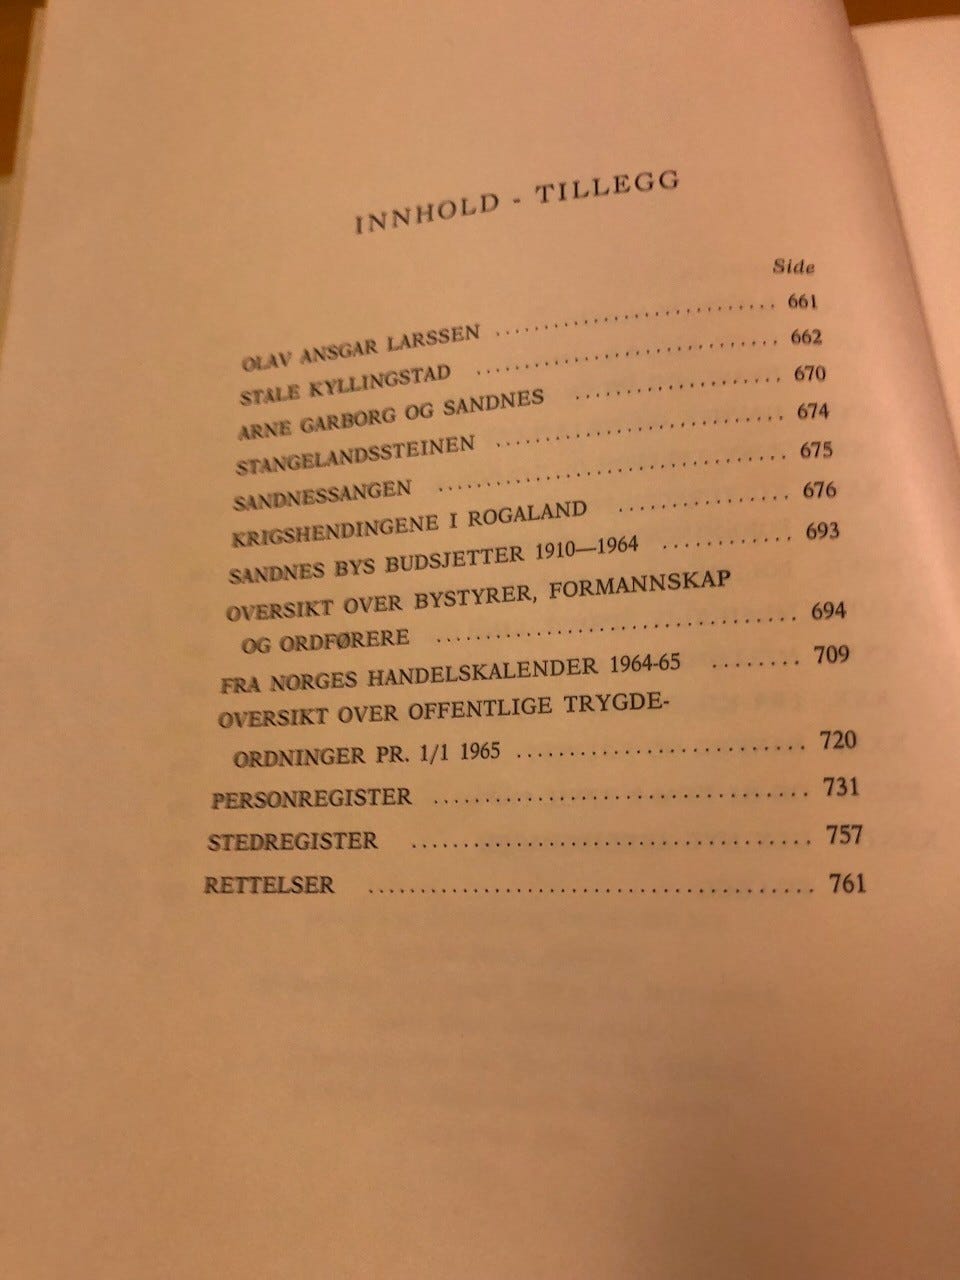 INNHOLD - TILLEGG
Side
OLAV ANSGAR LARSSEN .............................. 661
STALE KYLLINGSTAD .............................. 662
ARNE GARBORG OG SANDNES .................... 670
STANGELANDSSTEINEN ............................ 674
SANDNESSANGEN .................................. 675
KRIGSHENDINGENE I ROGALAND ................ 676
SANDNES BYS BUDSJETTER 1910—1964 ............ 693
OVERSIKT OVER BYSTYRER, FORMANNSKAP
OG ORDFØRERE .................................. 694
FRA NORGES HANDELSKALENDER 1964-65 ........ 709
OVERSIKT OVER OFFENTLIGE TRYGDE-
ORDNINGER PR. 1/1 1965 .......................... 720
PERSONREGISTER .................................. 731
STEDREGISTER .................................... 757
RETTELSER ........................................ 761